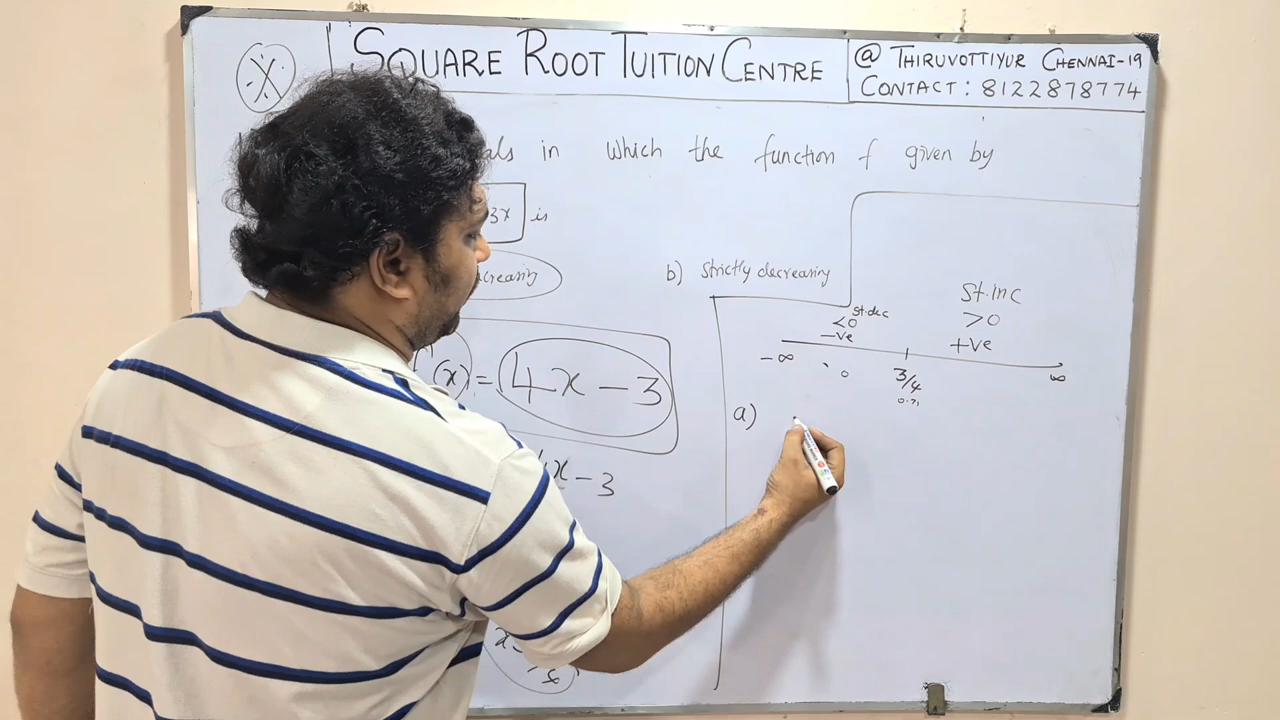 SQUARE ROOT TUITION CENTRE
@ THIRUVOTTIYUR CHENNAI-19
CONTACT : 8122878774
als in which the function f given by
3x is
creasing
b) Strictly decreasing
(x) = 4x - 3
4x - 3
St.dec
<0
-ve
St.Inc
>0
+ve
-∞
0
3/4
∞
a)